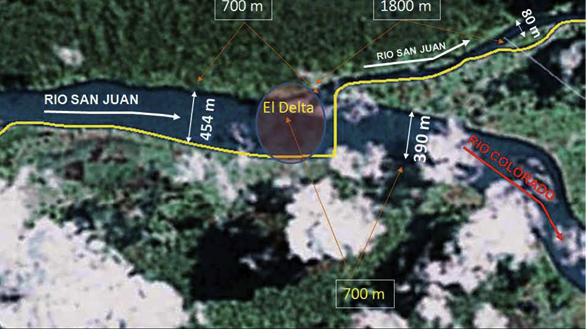 700 m
1800 m
80 m
RIO SAN JUAN
RIO SAN JUAN
El Delta
454 m
390 m
RIO COLORADO
700 m